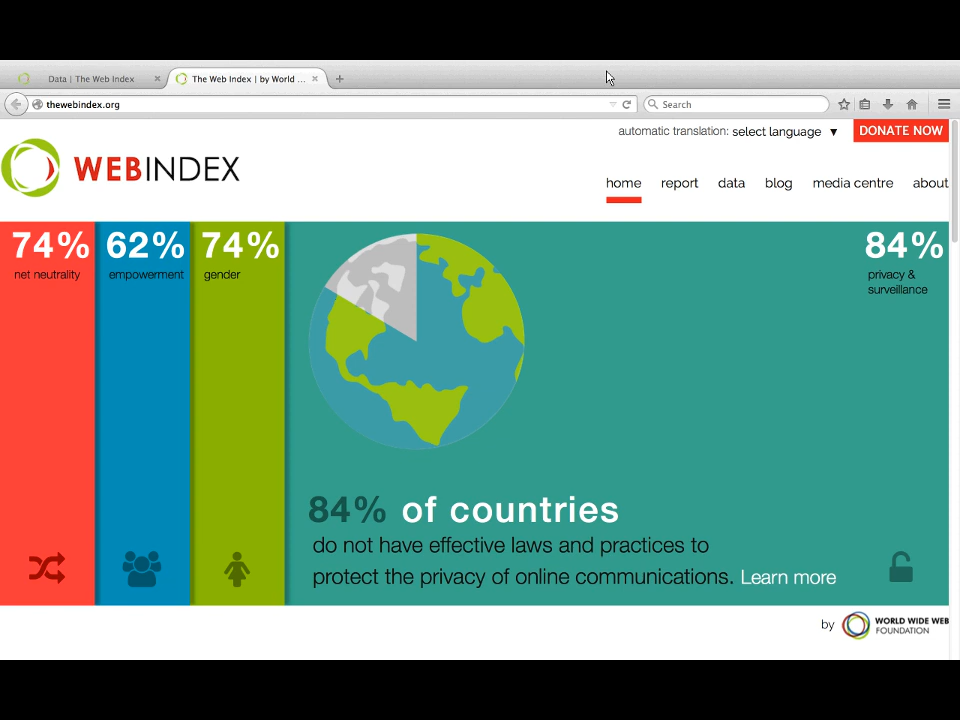 Data | The Web Index
The Web Index | by World ...
thewebindex.org
Search
automatic translation: select language
DONATE NOW
WEBINDEX
home report data blog media centre about
74%
net neutrality
62%
empowerment
74%
gender
84%
privacy &
surveillance
84% of countries
do not have effective laws and practices to
protect the privacy of online communications. Learn more
by
WORLD WIDE WEB
FOUNDATION